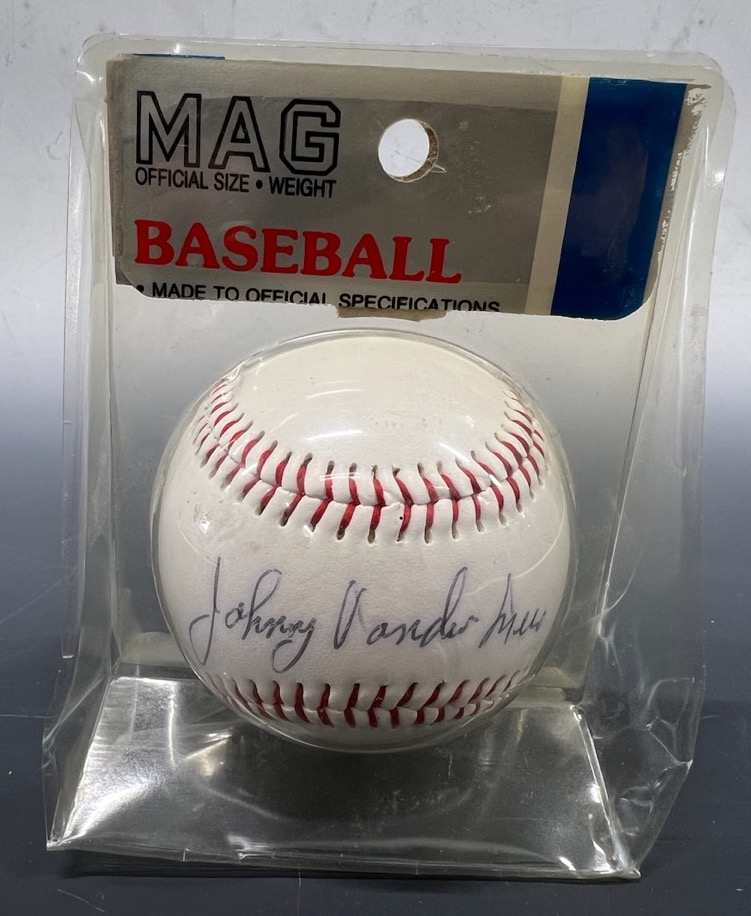 MAG
OFFICIAL SIZE • WEIGHT
BASEBALL
• MADE TO OFFICIAL SPECIFICATIONS
Johnny Vander Meer